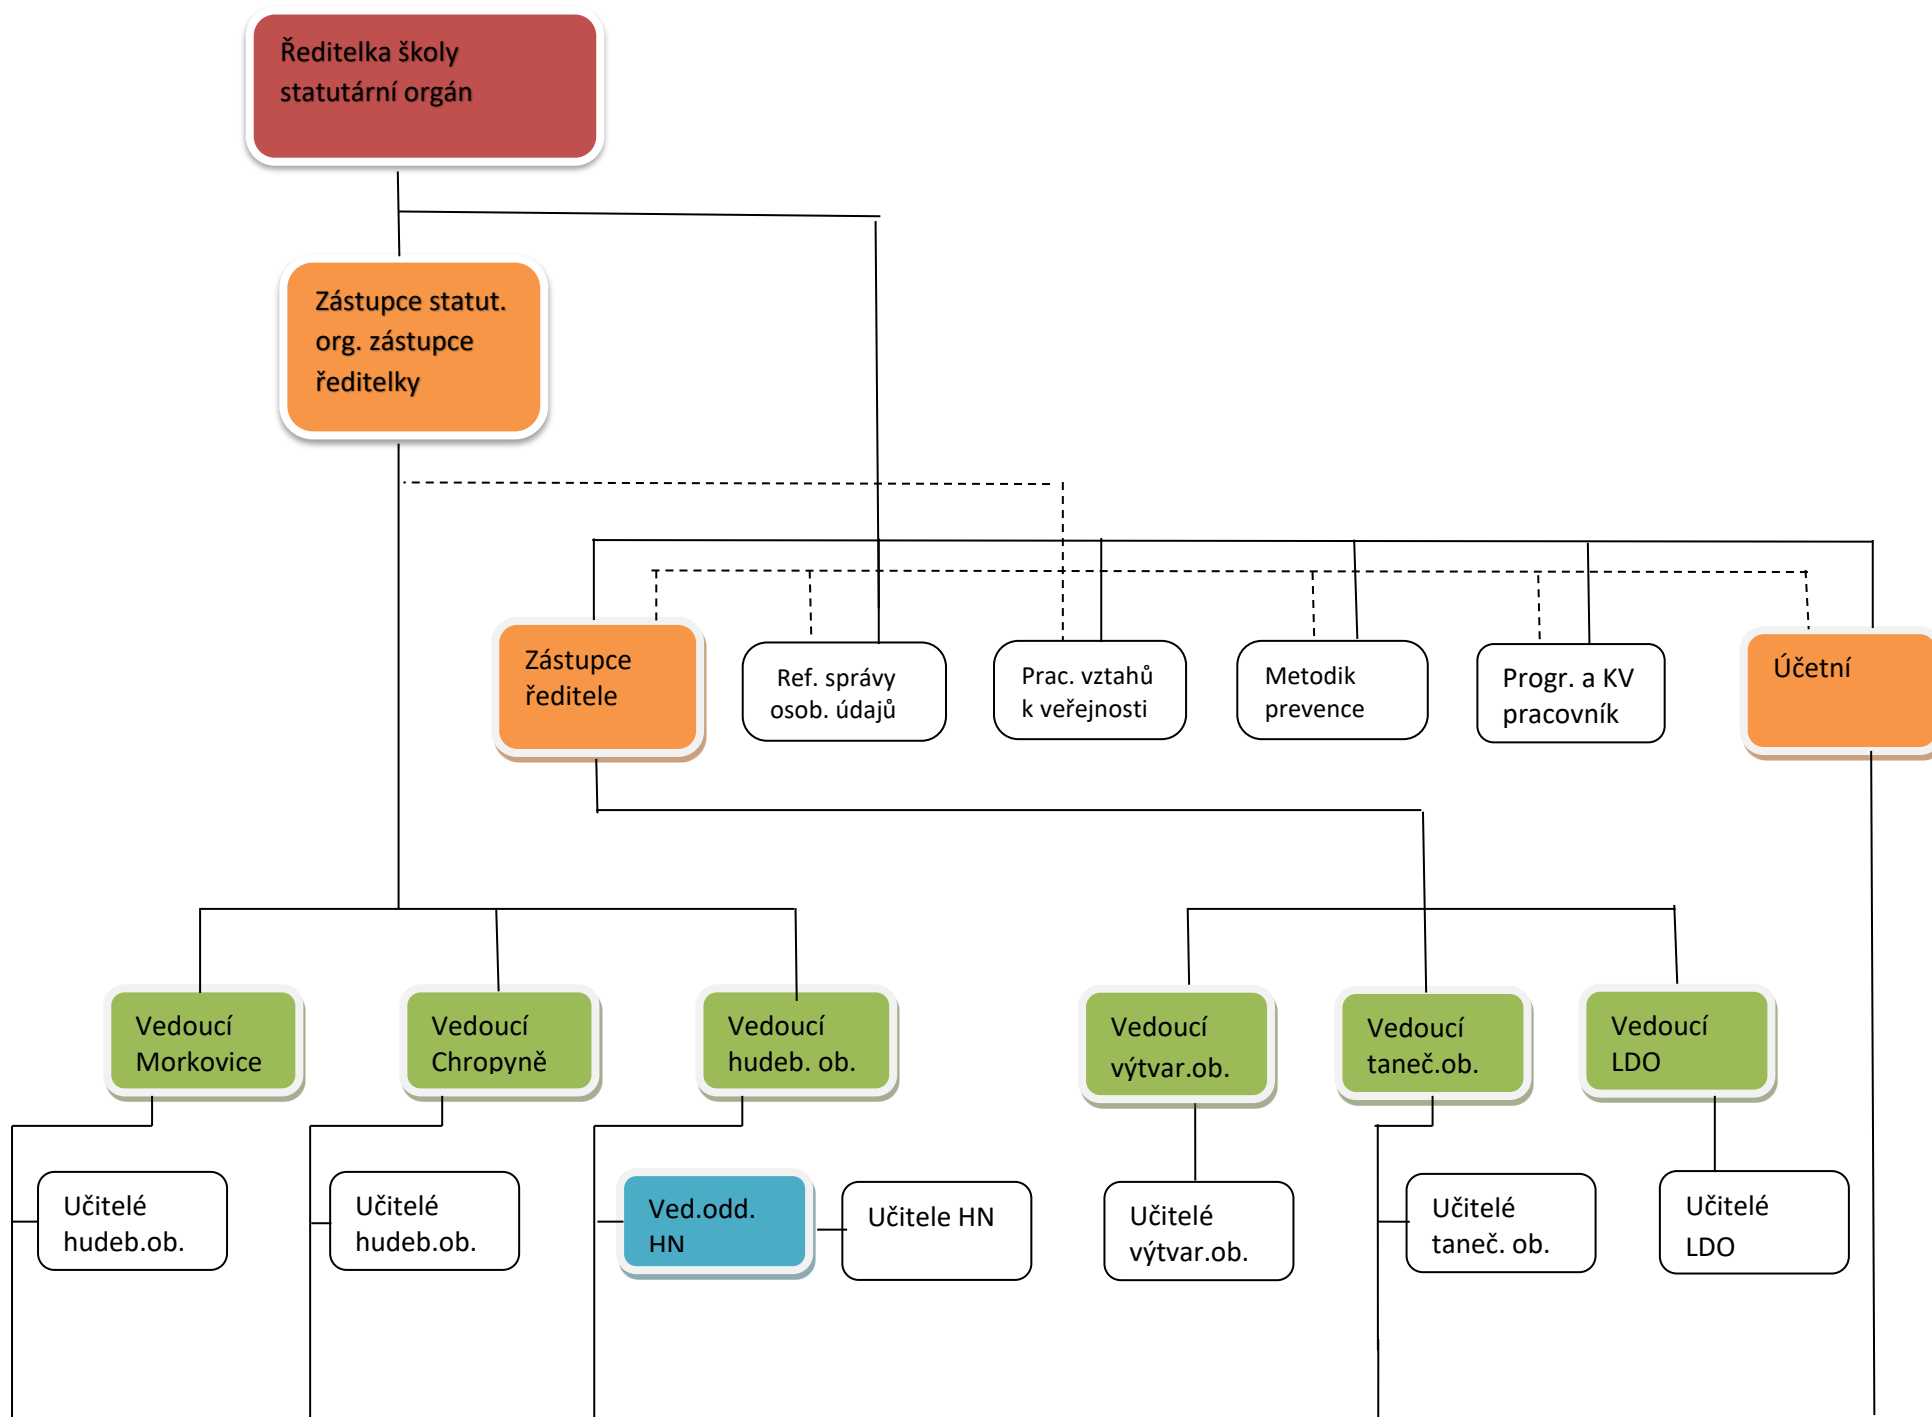 Ředitelka školy
statutární orgán
Zástupce statut.
org. zástupce
ředitelky
Zástupce
ředitele
Ref. správy
osob. údajů
Prac. vztahů
k veřejnosti
Metodik
prevence
Progr. a KV
pracovník
Účetní
Vedoucí
Morkovice
Vedoucí
Chropyně
Vedoucí
hudeb. ob.
Vedoucí
výtvar.ob.
Vedoucí
taneč.ob.
Vedoucí
LDO
Učitelé
hudeb.ob.
Učitelé
hudeb.ob.
Ved.odd.
HN
Učitele HN
Učitelé
výtvar.ob.
Učitelé
taneč. ob.
Učitelé
LDO